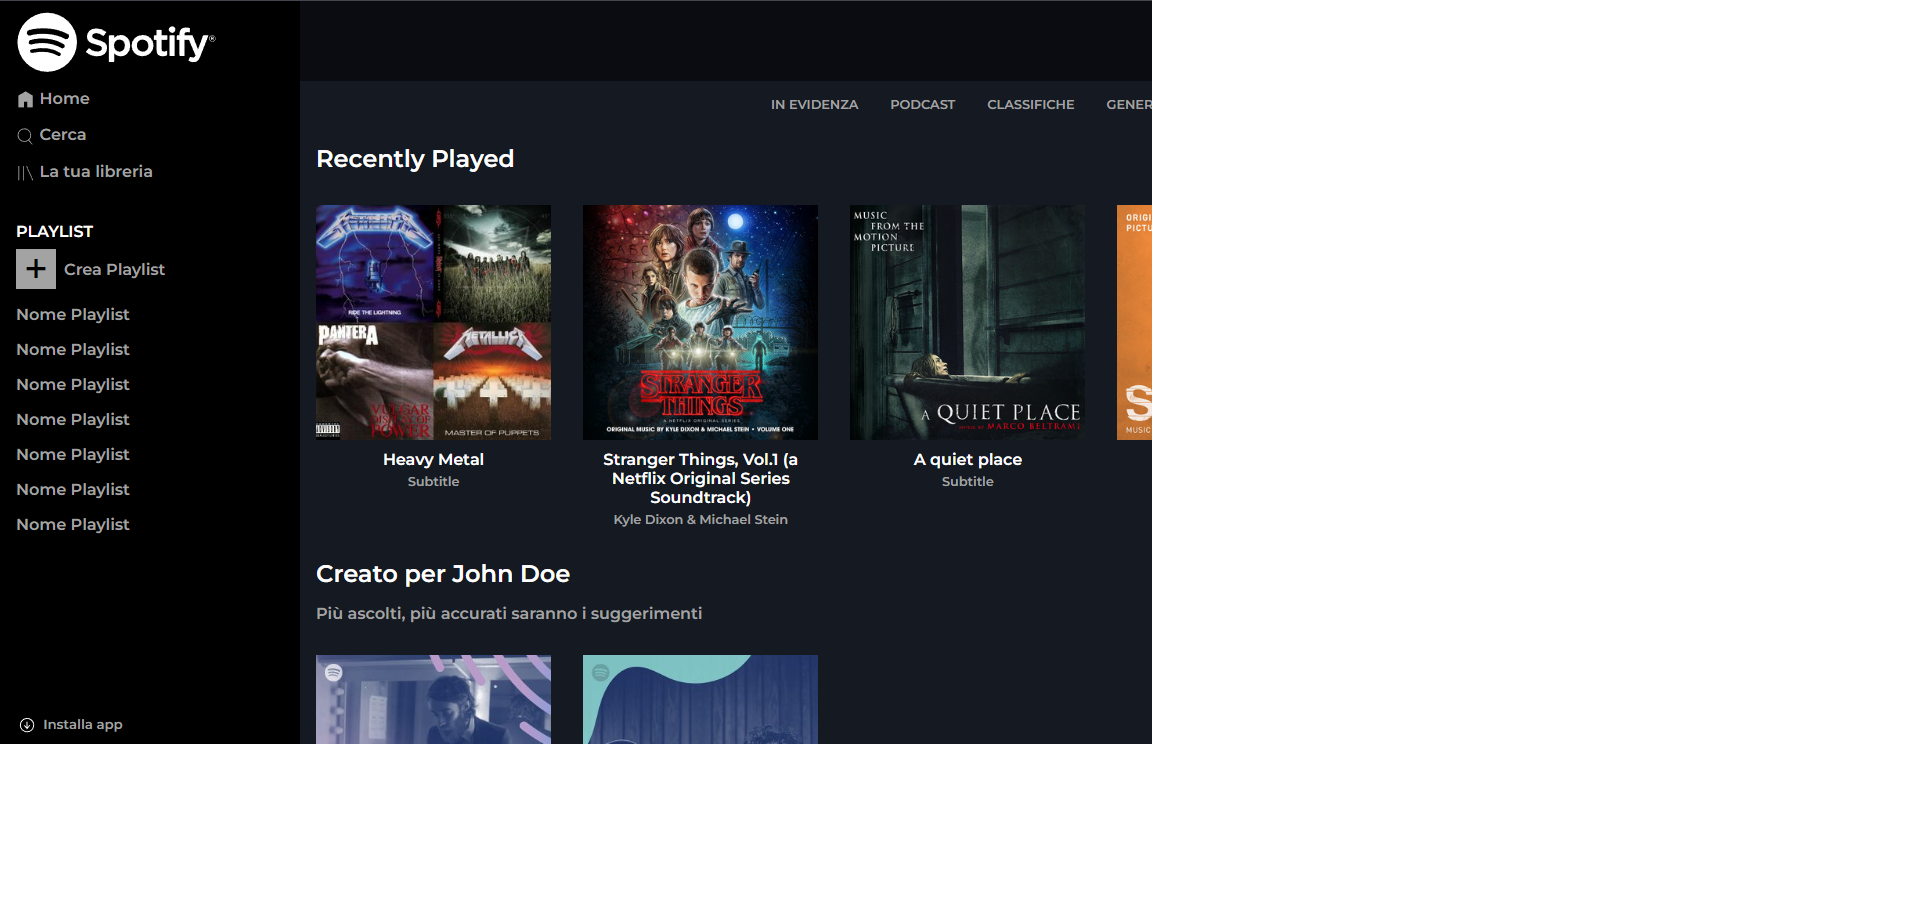 Spotify®
Home
Cerca
La tua libreria
PLAYLIST
Crea Playlist
Nome Playlist
Nome Playlist
Nome Playlist
Nome Playlist
Nome Playlist
Nome Playlist
Nome Playlist
Installa app
IN EVIDENZA PODCAST CLASSIFICHE GENER
Recently Played
METALLICA
RIDE THE LIGHTNING
PANTERA
VULGAR
DISPLAY OF
POWER
METALLICA
MASTER OF PUPPETS
Heavy Metal
Subtitle
STRANGER
THINGS
A NETFLIX ORIGINAL SERIES
ORIGINAL MUSIC BY KYLE DIXON & MICHAEL STEIN • VOLUME ONE
Stranger Things, Vol.1 (a
Netflix Original Series
Soundtrack)
Kyle Dixon & Michael Stein
MUSIC
FROM THE
MOTION
PICTURE
A QUIET PLACE
MUSIC BY MARCO BELTRAMI
A quiet place
Subtitle
ORIGI
PICTU
S
MUSIC
Creato per John Doe
Più ascolti, più accurati saranno i suggerimenti